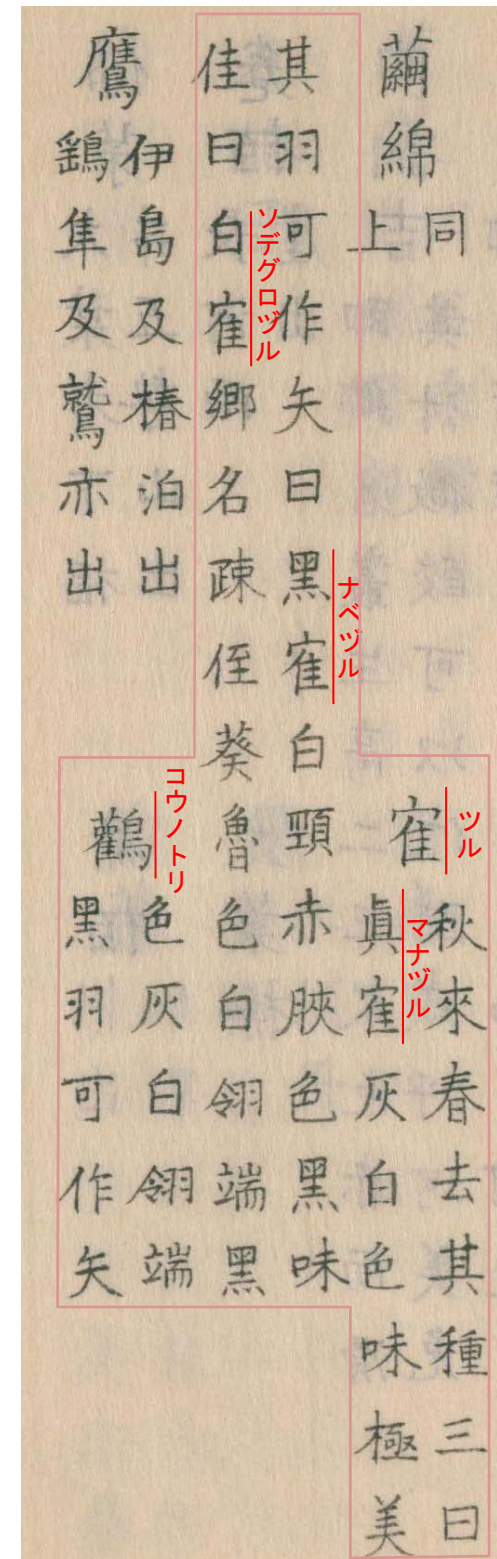 繭綿
同
上
寉
ツル
秋來春去其種三曰
眞寉灰白色味極美
マナヅル
其羽可作矢曰黑寉白頸赤脥色黑味
ナベヅル
佳曰白寉郷名疎侄葵魯色白翎端黑
ソデグロヅル
鷹
伊島及椿泊出
鷂隼及鷲亦出
鸛
コウノトリ
色灰白翎端
黑羽可作矢